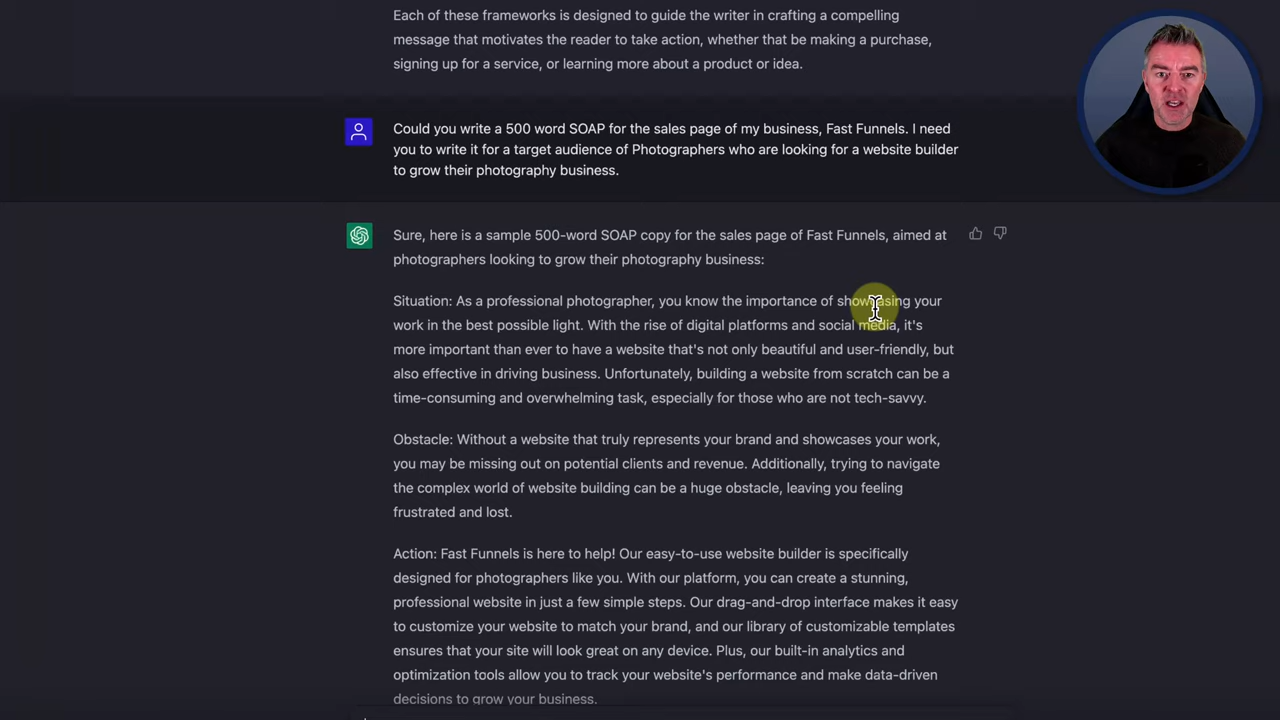 Each of these frameworks is designed to guide the writer in crafting a compelling
message that motivates the reader to take action, whether that be making a purchase,
signing up for a service, or learning more about a product or idea.
Could you write a 500 word SOAP for the sales page of my business, Fast Funnels. I need
you to write it for a target audience of Photographers who are looking for a website builder
to grow their photography business.
Sure, here is a sample 500-word SOAP copy for the sales page of Fast Funnels, aimed at
photographers looking to grow their photography business:
Situation: As a professional photographer, you know the importance of showcasing your
work in the best possible light. With the rise of digital platforms and social media, it's
more important than ever to have a website that's not only beautiful and user-friendly, but
also effective in driving business. Unfortunately, building a website from scratch can be a
time-consuming and overwhelming task, especially for those who are not tech-savvy.
Obstacle: Without a website that truly represents your brand and showcases your work,
you may be missing out on potential clients and revenue. Additionally, trying to navigate
the complex world of website building can be a huge obstacle, leaving you feeling
frustrated and lost.
Action: Fast Funnels is here to help! Our easy-to-use website builder is specifically
designed for photographers like you. With our platform, you can create a stunning,
professional website in just a few simple steps. Our drag-and-drop interface makes it easy
to customize your website to match your brand, and our library of customizable templates
ensures that your site will look great on any device. Plus, our built-in analytics and
optimization tools allow you to track your website's performance and make data-driven
decisions to grow your business.